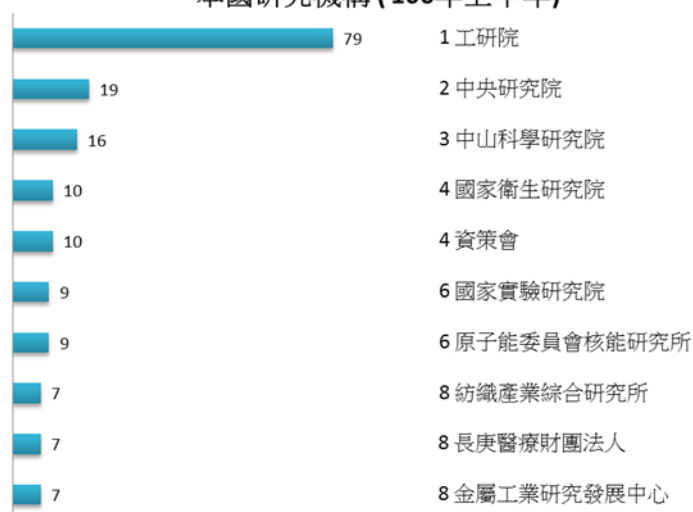 79 1 工研院
19 2 中央研究院
16 3 中山科學研究院
10 4 國家衛生研究院
10 4 資策會
9 6 國家實驗研究院
9 6 原子能委員會核能研究所
7 8 紡織產業綜合研究所
7 8 長庚醫療財團法人
7 8 金屬工業研究發展中心